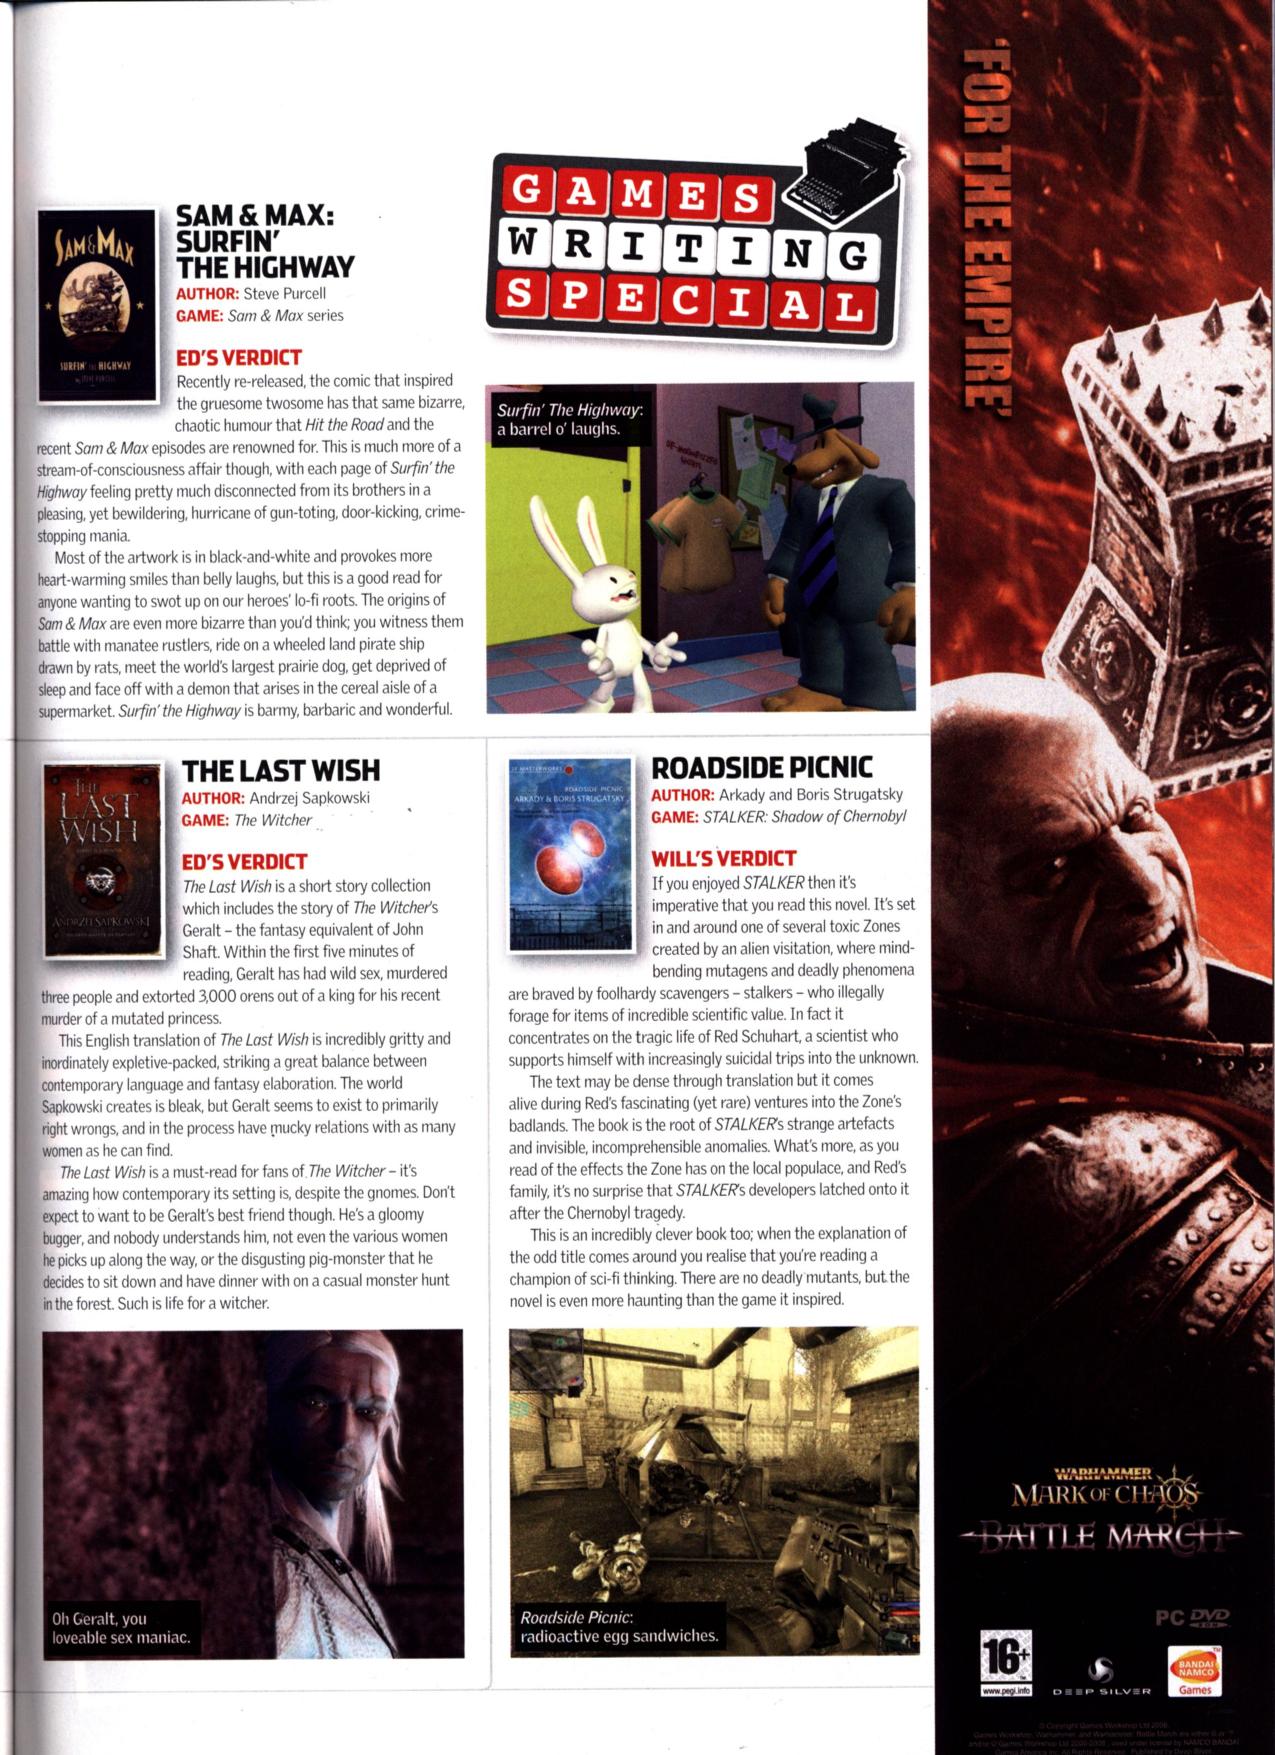 GAMES
WRITING
SPECIAL
SAM & MAX:
SURFIN'
THE HIGHWAY
AUTHOR: Steve Purcell
GAME: Sam & Max series
SAM & MAX
SURFIN' THE HIGHWAY
by STEVE PURCELL
ED'S VERDICT
Recently re-released, the comic that inspired
the gruesome twosome has that same bizarre,
chaotic humour that Hit the Road and the
recent Sam & Max episodes are renowned for. This is much more of a
stream-of-consciousness affair though, with each page of Surfin' the
Highway feeling pretty much disconnected from its brothers in a
pleasing, yet bewildering, hurricane of gun-toting, door-kicking, crime-
stopping mania.
Most of the artwork is in black-and-white and provokes more
heart-warming smiles than belly laughs, but this is a good read for
anyone wanting to swot up on our heroes' lo-fi roots. The origins of
Sam & Max are even more bizarre than you'd think; you witness them
battle with manatee rustlers, ride on a wheeled land pirate ship
drawn by rats, meet the world's largest prairie dog, get deprived of
sleep and face off with a demon that arises in the cereal aisle of a
supermarket. Surfin' the Highway is barmy, barbaric and wonderful.
Surfin' The Highway:
a barrel o' laughs.
THE LAST WISH
AUTHOR: Andrzej Sapkowski
GAME: The Witcher
THE
LAST
WISH
ANDRZEJ SAPKOWSKI
ED'S VERDICT
The Last Wish is a short story collection
which includes the story of The Witcher's
Geralt – the fantasy equivalent of John
Shaft. Within the first five minutes of
reading, Geralt has had wild sex, murdered
three people and extorted 3,000 orens out of a king for his recent
murder of a mutated princess.
This English translation of The Last Wish is incredibly gritty and
inordinately expletive-packed, striking a great balance between
contemporary language and fantasy elaboration. The world
Sapkowski creates is bleak, but Geralt seems to exist to primarily
right wrongs, and in the process have mucky relations with as many
women as he can find.
The Last Wish is a must-read for fans of The Witcher – it's
amazing how contemporary its setting is, despite the gnomes. Don't
expect to want to be Geralt's best friend though. He's a gloomy
bugger, and nobody understands him, not even the various women
he picks up along the way, or the disgusting pig-monster that he
decides to sit down and have dinner with on a casual monster hunt
in the forest. Such is life for a witcher.
Oh Geralt, you
loveable sex maniac.
ROADSIDE PICNIC
AUTHOR: Arkady and Boris Strugatsky
GAME: STALKER: Shadow of Chernobyl
SF MASTERWORKS
ROADSIDE PICNIC
ARKADY & BORIS STRUGATSKY
WILL'S VERDICT
If you enjoyed STALKER then it's
imperative that you read this novel. It's set
in and around one of several toxic Zones
created by an alien visitation, where mind-
bending mutagens and deadly phenomena
are braved by foolhardy scavengers – stalkers – who illegally
forage for items of incredible scientific value. In fact it
concentrates on the tragic life of Red Schuhart, a scientist who
supports himself with increasingly suicidal trips into the unknown.
The text may be dense through translation but it comes
alive during Red's fascinating (yet rare) ventures into the Zone's
badlands. The book is the root of STALKER's strange artefacts
and invisible, incomprehensible anomalies. What's more, as you
read of the effects the Zone has on the local populace, and Red's
family, it's no surprise that STALKER's developers latched onto it
after the Chernobyl tragedy.
This is an incredibly clever book too; when the explanation of
the odd title comes around you realise that you're reading a
champion of sci-fi thinking. There are no deadly mutants, but the
novel is even more haunting than the game it inspired.
Roadside Picnic:
radioactive egg sandwiches.
'FOR THE EMPIRE'
WARHAMMER
MARK OF CHAOS
BATTLE MARCH
PC DVD
ROM
16+
www.pegi.info
DEEP SILVER
BANDAI
NAMCO
Games
© Copyright Games Workshop Ltd 2008.